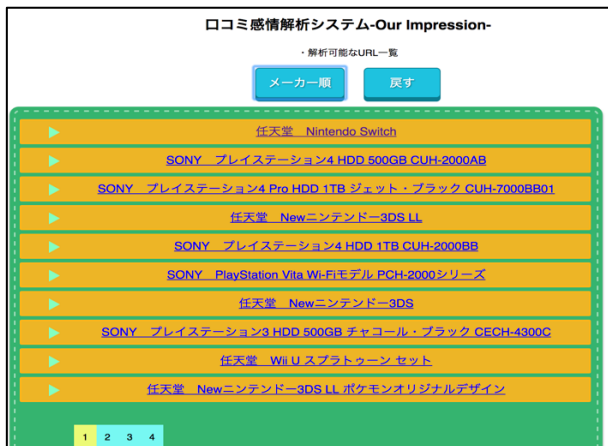 口コミ感情解析システム-Our Impression-
・解析可能なURL一覧
メーカー順 戻す
任天堂　Nintendo Switch
SONY　プレイステーション4 HDD 500GB CUH-2000AB
SONY　プレイステーション4 Pro HDD 1TB ジェット・ブラック CUH-7000BB01
任天堂　Newニンテンドー3DS LL
SONY　プレイステーション4 HDD 1TB CUH-2000BB
SONY　PlayStation Vita Wi-Fiモデル PCH-2000シリーズ
任天堂　Newニンテンドー3DS
SONY　プレイステーション3 HDD 500GB チャコール・ブラック CECH-4300C
任天堂　Wii U スプラトゥーン セット
任天堂　Newニンテンドー3DS LL ポケモンオリジナルデザイン
1 2 3 4